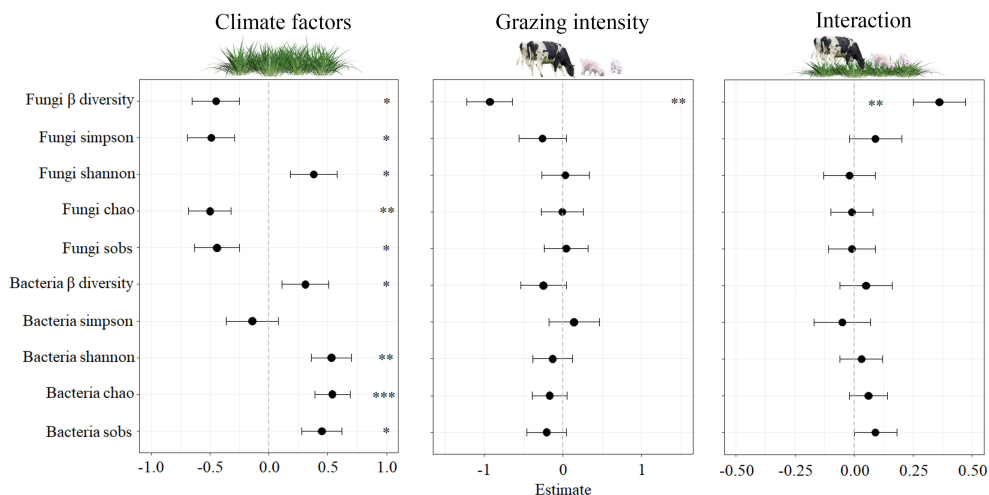 Climate factors Grazing intensity Interaction
Fungi β diversity * ** **
Fungi simpson *
Fungi shannon *
Fungi chao **
Fungi sobs *
Bacteria β diversity *
Bacteria simpson
Bacteria shannon **
Bacteria chao ***
Bacteria sobs *
-1.0 -0.5 0.0 0.5 1.0 -1 0 1 -0.50 -0.25 0.00 0.25 0.50
Estimate